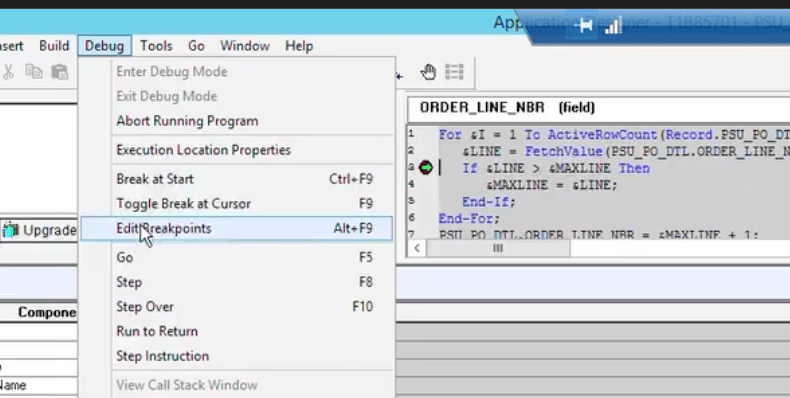 Application Designer - T1B85701 - PSU_
nsert Build Debug Tools Go Window Help
Enter Debug Mode
Exit Debug Mode
Abort Running Program
Execution Location Properties
Break at Start Ctrl+F9
Toggle Break at Cursor F9
Edit Breakpoints Alt+F9
Go F5
Step F8
Step Over F10
Run to Return
Step Instruction
View Call Stack Window
Upgrade
Compone
Name
ORDER_LINE_NBR (field)
1 For &I = 1 To ActiveRowCount(Record.PSU_PO_DT
2 &LINE = FetchValue(PSU_PO_DTL.ORDER_LINE_N
3 If &LINE > &MAXLINE Then
4 &MAXLINE = &LINE;
5 End-If;
6 End-For;
7 PSU_PO_DTL.ORDER_LINE_NBR = &MAXLINE + 1;